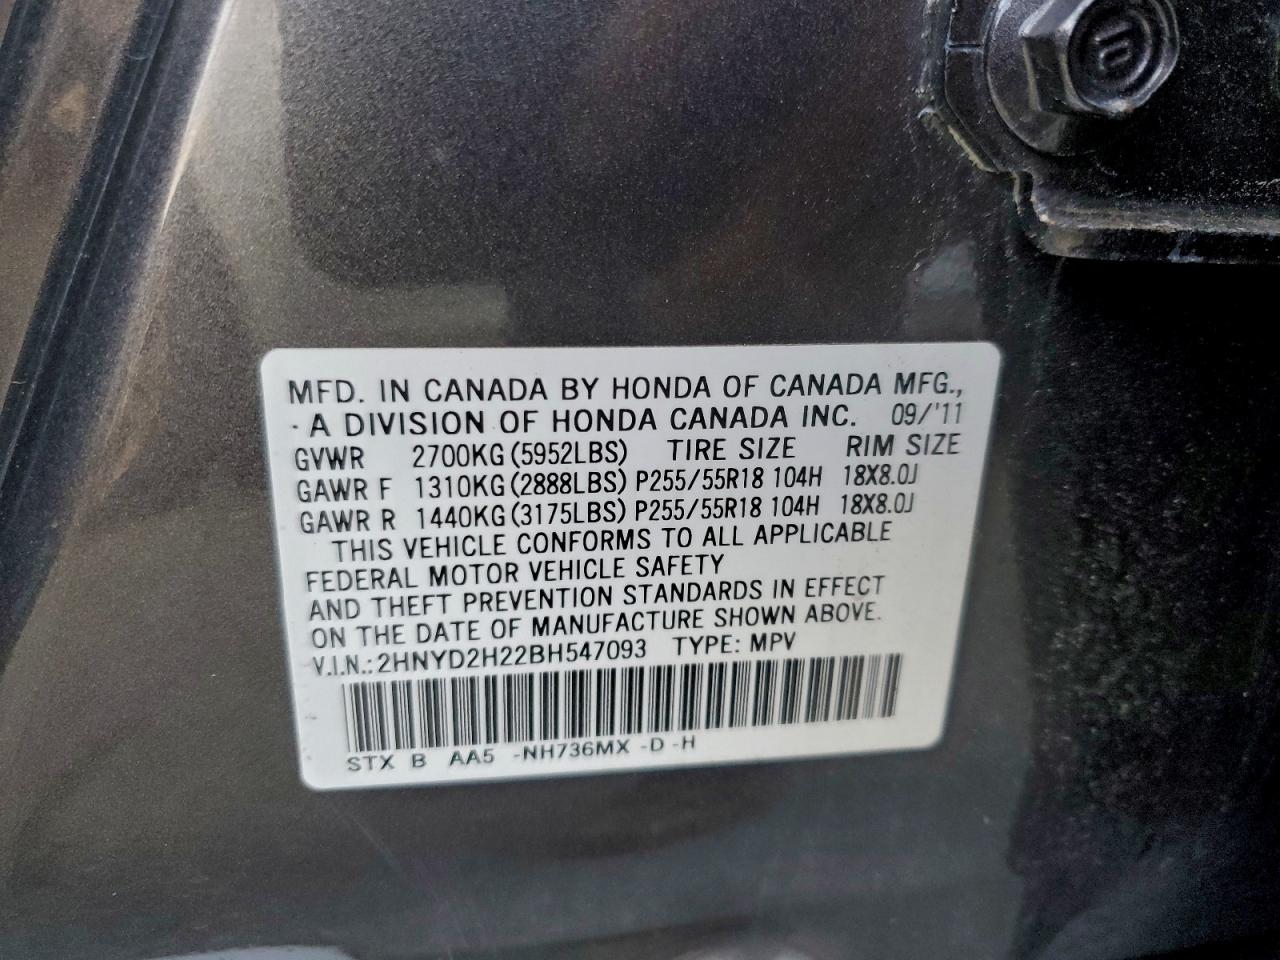 MFD. IN CANADA BY HONDA OF CANADA MFG.,
A DIVISION OF HONDA CANADA INC. 09/'11
GVWR 2700KG(5952LBS) TIRE SIZE RIM SIZE
GAWR F 1310KG(2888LBS) P255/55R18 104H 18X8.0J
GAWR R 1440KG(3175LBS) P255/55R18 104H 18X8.0J
THIS VEHICLE CONFORMS TO ALL APPLICABLE
FEDERAL MOTOR VEHICLE SAFETY
AND THEFT PREVENTION STANDARDS IN EFFECT
ON THE DATE OF MANUFACTURE SHOWN ABOVE.
V.I.N.:2HNYD2H22BH547093 TYPE: MPV
STX B AA5 -NH736MX -D -H